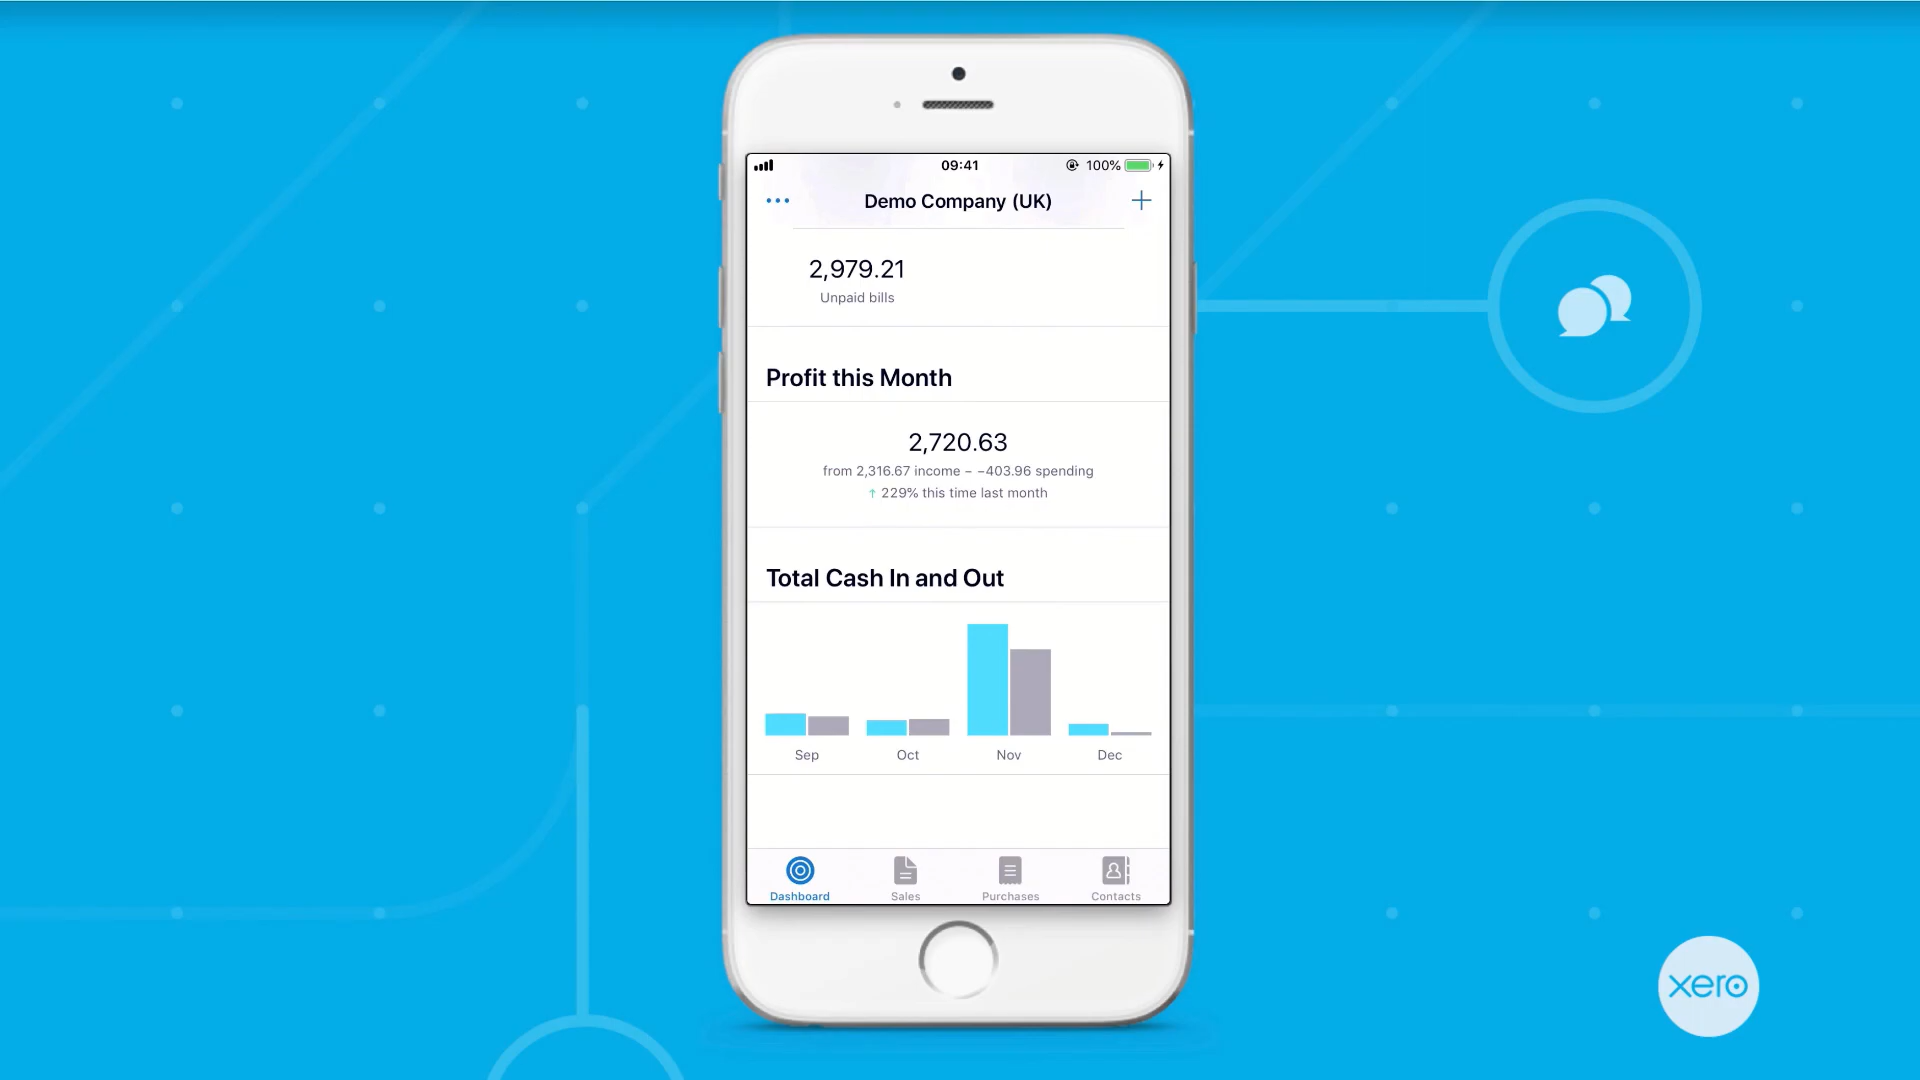 09:41
100%
Demo Company (UK)
2,979.21
Unpaid bills
Profit this Month
2,720.63
from 2,316.67 income – −403.96 spending
↑ 229% this time last month
Total Cash In and Out
Sep Oct Nov Dec
Dashboard Sales Purchases Contacts
xero